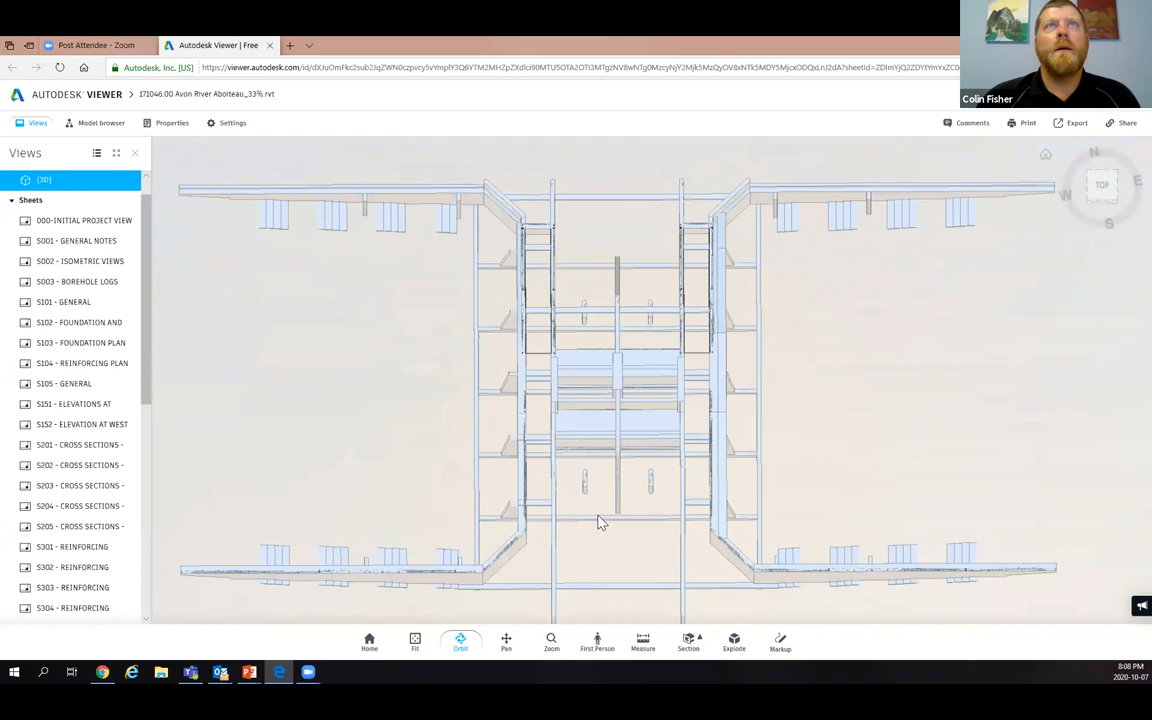 Post Attendee - Zoom
Autodesk Viewer | Free
Autodesk, Inc. [US]
AUTODESK VIEWER
171046.00 Avon River Aboiteau_33%.rvt
Colin Fisher
Views
Model browser
Properties
Settings
Comments
Print
Export
Share
Views
{3D}
Sheets
000-INITIAL PROJECT VIEW
S001 - GENERAL NOTES
S002 - ISOMETRIC VIEWS
S003 - BOREHOLE LOGS
S101 - GENERAL
S102 - FOUNDATION AND
S103 - FOUNDATION PLAN
S104 - REINFORCING PLAN
S105 - GENERAL
S151 - ELEVATIONS AT
S152 - ELEVATION AT WEST
S201 - CROSS SECTIONS -
S202 - CROSS SECTIONS -
S203 - CROSS SECTIONS -
S204 - CROSS SECTIONS -
S205 - CROSS SECTIONS -
S301 - REINFORCING
S302 - REINFORCING
S303 - REINFORCING
S304 - REINFORCING
N
W
TOP
E
S
Home
Fit
Orbit
Pan
Zoom
First Person
Measure
Section
Explode
Markup
8:08 PM
2020-10-07